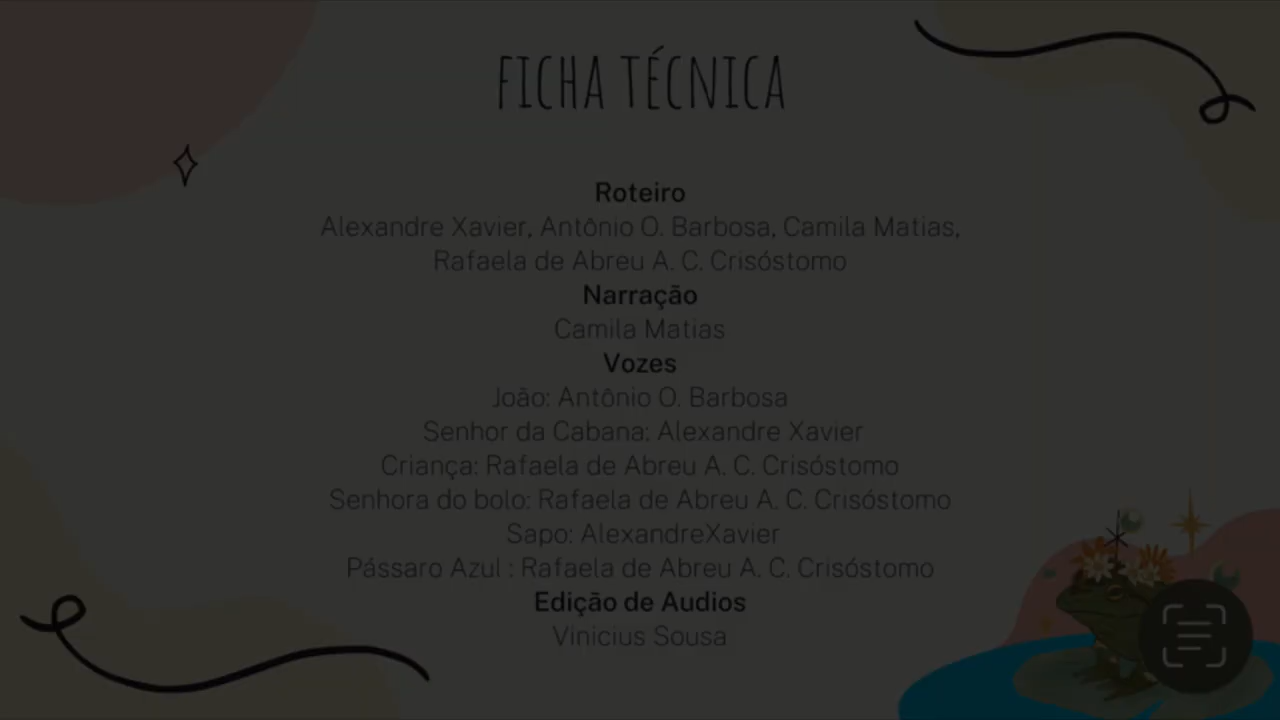 FICHA TÉCNICA
Roteiro
Alexandre Xavier, Antônio O. Barbosa, Camila Matias,
Rafaela de Abreu A. C. Crisóstomo
Narração
Camila Matias
Vozes
João: Antônio O. Barbosa
Senhor da Cabana: Alexandre Xavier
Criança: Rafaela de Abreu A. C. Crisóstomo
Senhora do bolo: Rafaela de Abreu A. C. Crisóstomo
Sapo: AlexandreXavier
Pássaro Azul : Rafaela de Abreu A. C. Crisóstomo
Edição de Audios
Vinicius Sousa